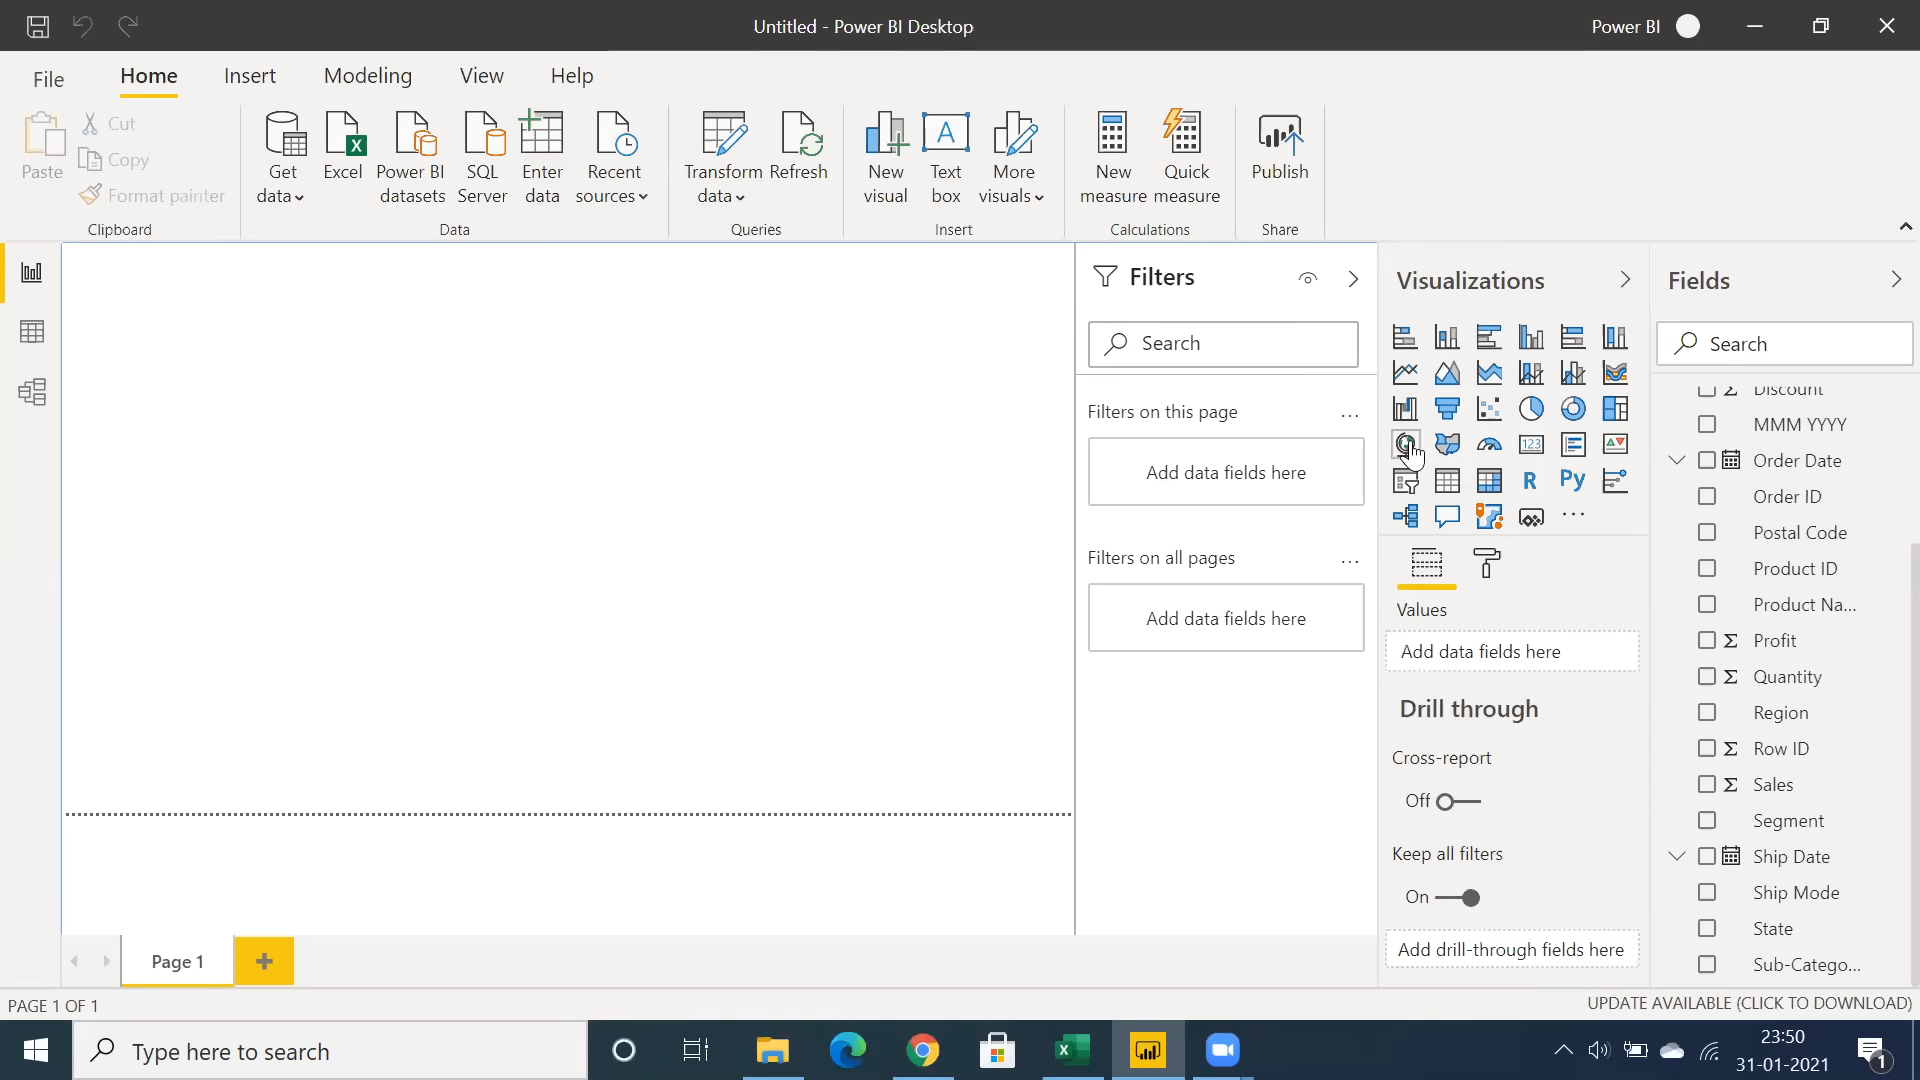 Untitled - Power BI Desktop
Power BI
File
Home
Insert
Modeling
View
Help
Paste
Cut
Copy
Format painter
Clipboard
Get
data
Excel
Power BI
datasets
SQL
Server
Enter
data
Recent
sources
Data
Transform
data
Refresh
Queries
New
visual
A
Text
box
More
visuals
Insert
New
measure
Quick
measure
Calculations
Publish
Share
Filters
Search
Filters on this page
...
Add data fields here
Filters on all pages
...
Add data fields here
Visualizations
123
R
Py
...
Values
Add data fields here
Drill through
Cross-report
Off
Keep all filters
On
Add drill-through fields here
Fields
Search
Σ Discount
MMM YYYY
Order Date
Order ID
Postal Code
Product ID
Product Na...
Σ Profit
Σ Quantity
Region
Σ Row ID
Σ Sales
Segment
Ship Date
Ship Mode
State
Sub-Catego...
Page 1
+
PAGE 1 OF 1
UPDATE AVAILABLE (CLICK TO DOWNLOAD)
Type here to search
23:50
31-01-2021
1